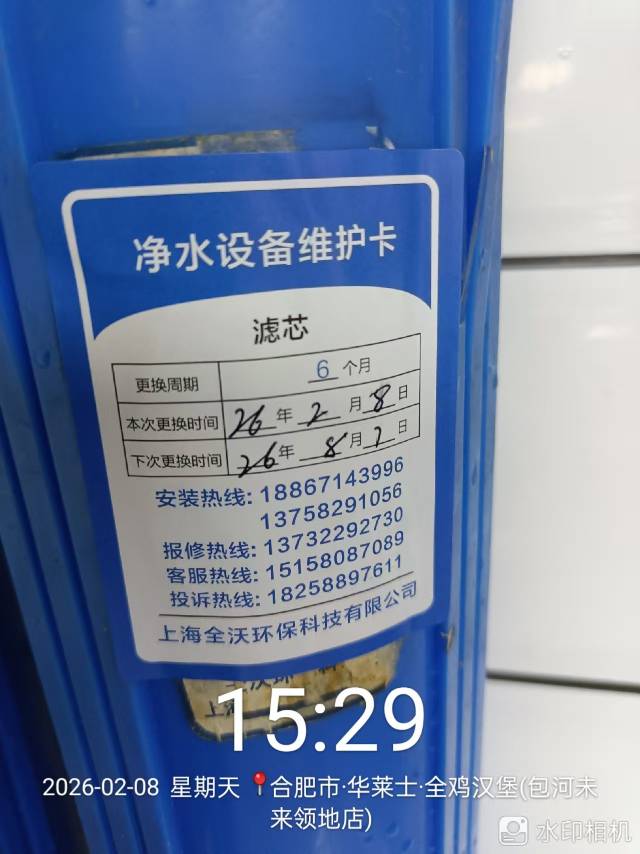 净水设备维护卡
滤芯
更换周期 6 个月
本次更换时间 26 年 2 月 8 日
下次更换时间 26 年 8 月 7 日
安装热线: 18867143996
13758291056
报修热线: 13732292730
客服热线: 15158087089
投诉热线: 18258897611
上海全沃环保科技有限公司
15:29
2026-02-08 星期天 合肥市·华莱士·全鸡汉堡(包河未
来领地店)
水印相机